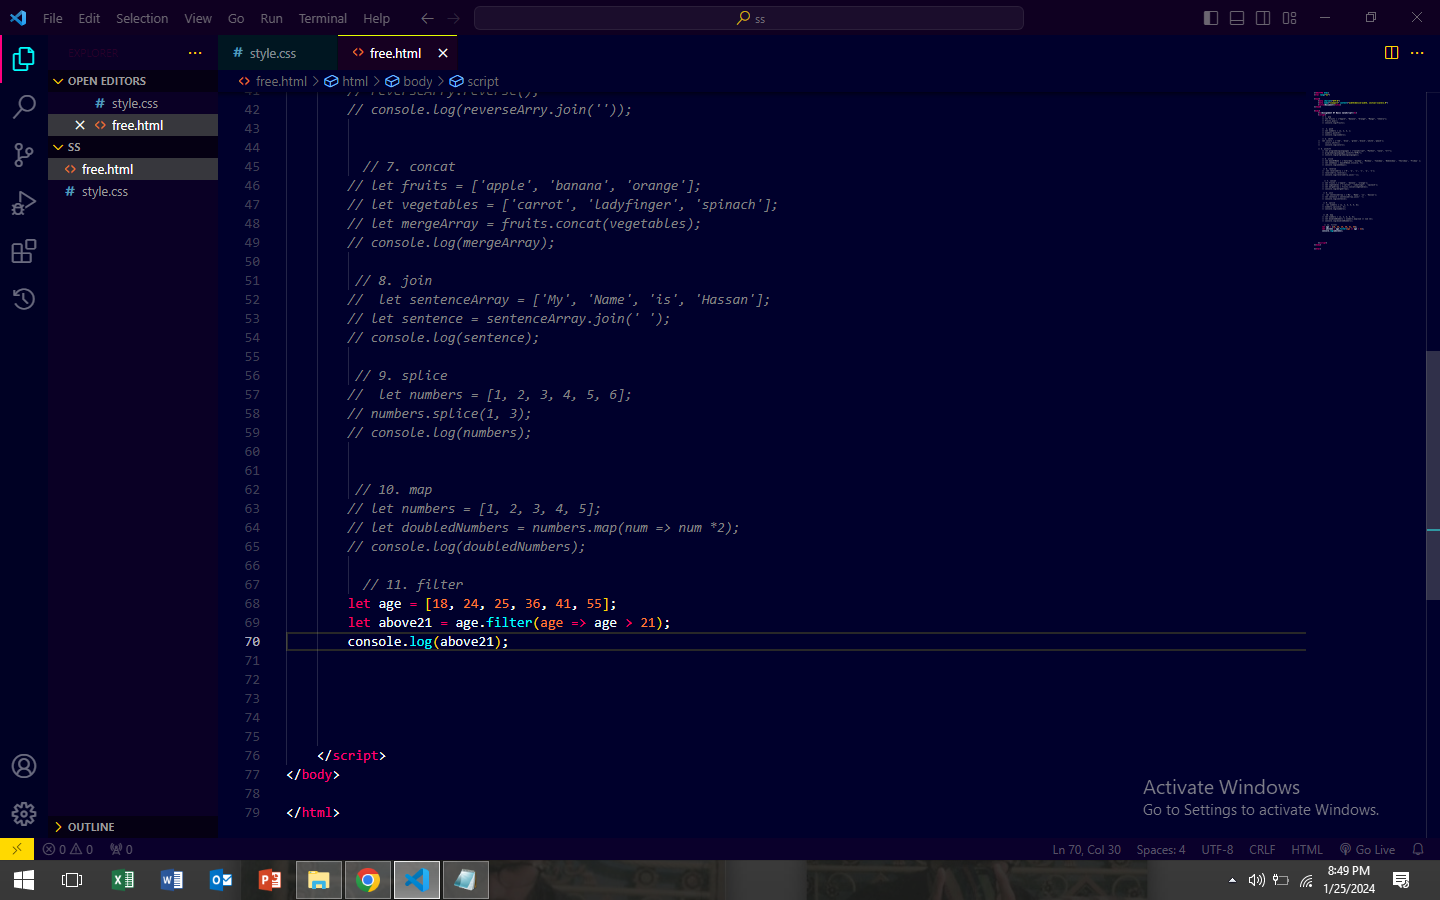 File Edit Selection View Go Run Terminal Help
ss
EXPLORER
style.css
free.html
OPEN EDITORS
style.css
free.html
SS
free.html
style.css
OUTLINE
free.html > html > body > script
41 // reverseArry.reverse();
42 // console.log(reverseArry.join(''));
43
44
45 // 7. concat
46 // let fruits = ['apple', 'banana', 'orange'];
47 // let vegetables = ['carrot', 'ladyfinger', 'spinach'];
48 // let mergeArray = fruits.concat(vegetables);
49 // console.log(mergeArray);
50
51 // 8. join
52 //  let sentenceArray = ['My', 'Name', 'is', 'Hassan'];
53 // let sentence = sentenceArray.join(' ');
54 // console.log(sentence);
55
56 // 9. splice
57 //  let numbers = [1, 2, 3, 4, 5, 6];
58 // numbers.splice(1, 3);
59 // console.log(numbers);
60
61
62 // 10. map
63 // let numbers = [1, 2, 3, 4, 5];
64 // let doubledNumbers = numbers.map(num => num *2);
65 // console.log(doubledNumbers);
66
67 // 11. filter
68 let age = [18, 24, 25, 36, 41, 55];
69 let above21 = age.filter(age => age > 21);
70 console.log(above21);
71
72
73
74
75
76 </script>
77 </body>
78
79 </html>
Activate Windows
Go to Settings to activate Windows.
0 0 0
Ln 70, Col 30 Spaces: 4 UTF-8 CRLF HTML Go Live
8:49 PM
1/25/2024